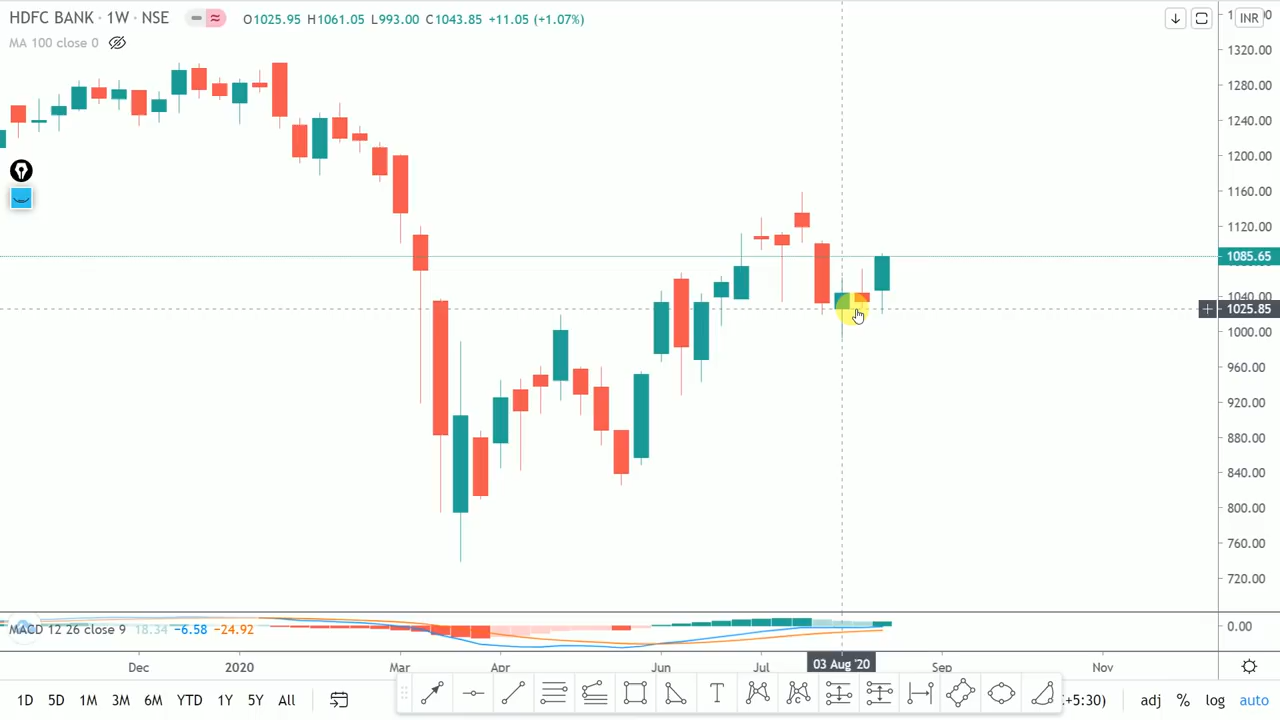 HDFC BANK · 1W · NSE O1025.95 H1061.05 L993.00 C1043.85 +11.05 (+1.07%)
MA 100 close 0
INR
1320.00
1280.00
1240.00
1200.00
1160.00
1120.00
1085.65
1040.00
1025.85
1000.00
960.00
920.00
880.00
840.00
800.00
760.00
720.00
MACD 12 26 close 9 18.34 −6.58 −24.92 0.00
Dec 2020 Mar Apr Jun Jul 03 Aug '20 Sep Nov
1D 5D 1M 3M 6M YTD 1Y 5Y All T +5:30) adj % log auto